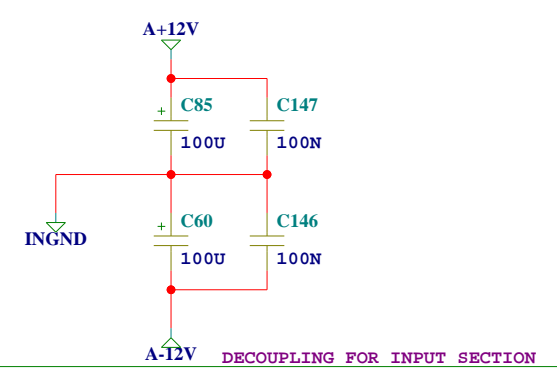 A+12V
+ C85 C147
100U 100N
INGND
+ C60 C146
100U 100N
A-12V
DECOUPLING FOR INPUT SECTION